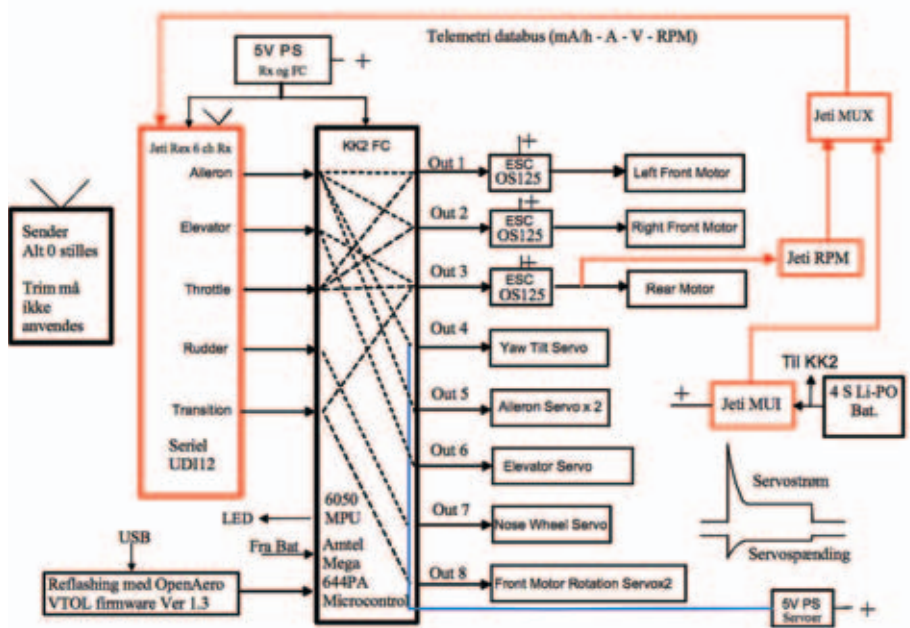 Telemetri databus (mA/h - A - V - RPM)
5V PS
Rx og FC
- +
Jeti MUX
Jeti Rex 6 ch Rx
Aileron
Elevator
Throttle
Rudder
Transition
Seriel
UDI12
KK2 FC
6050
MPU
Amtel
Mega
644PA
Microcontrol
Sender
Alt 0 stilles
Trim må
ikke
anvendes
Out 1
+
ESC
OS125
Left Front Motor
Out 2
+
ESC
OS125
Right Front Motor
Out 3
+
ESC
OS125
Rear Motor
Jeti RPM
Out 4
Yaw Tilt Servo
Out 5
Aileron Servo x 2
Out 6
Elevator Servo
Out 7
Nose Wheel Servo
Out 8
Front Motor Rotation Servox2
Til KK2
+
Jeti MUI
4 S Li-PO
Bat.
Servostrøm
Servospænding
LED
USB
Fra Bat
Reflashing med OpenAero
VTOL firmware Ver 1.3
5V PS
Servoer
- +